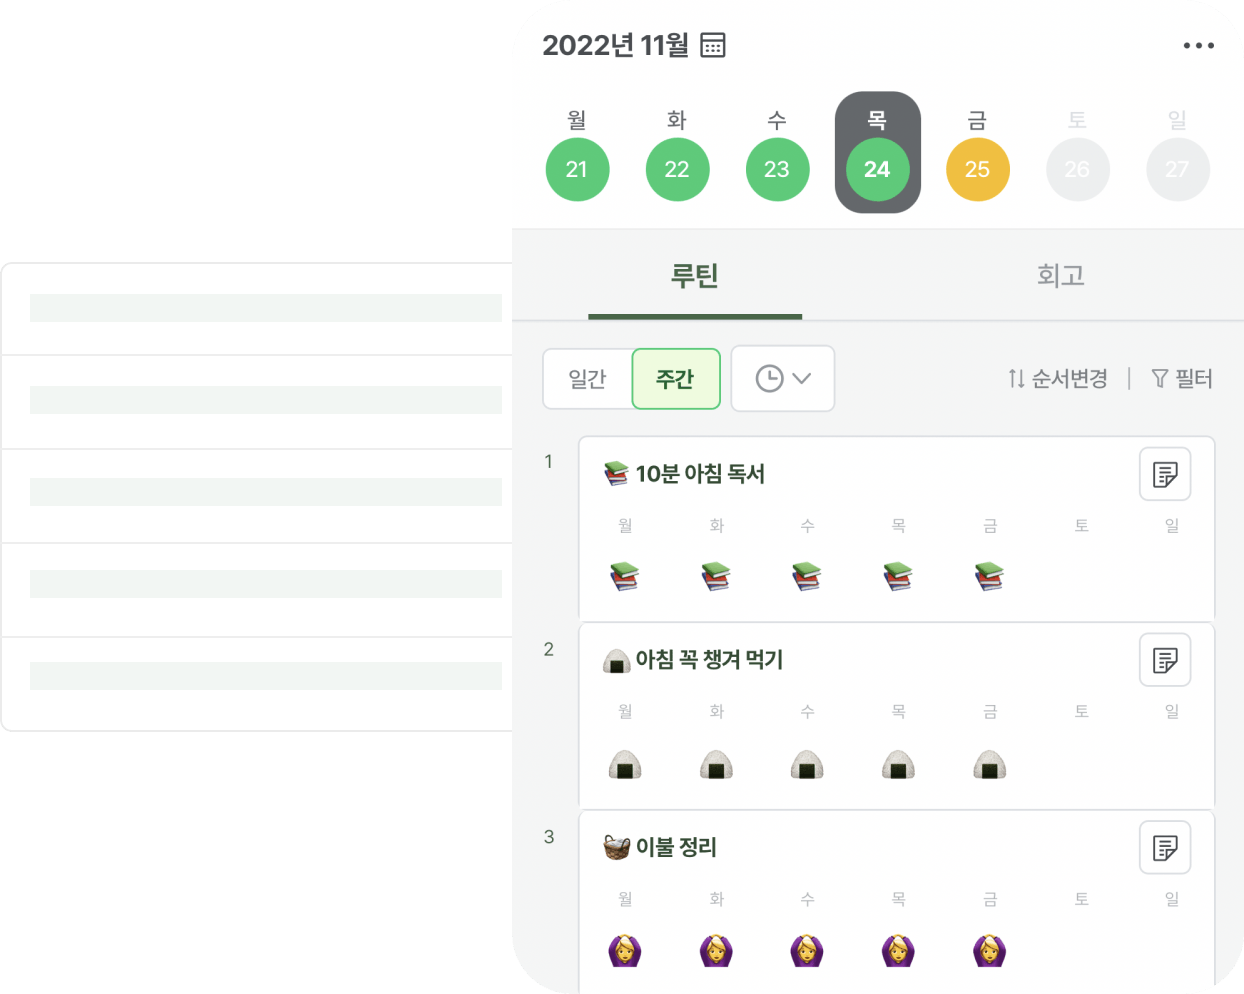 2022년 11월
월 화 수 목 금 토 일
21 22 23 24 25 26 27
루틴 회고
일간 주간 순서변경 필터
1
10분 아침 독서
월 화 수 목 금 토 일
2
아침 꼭 챙겨 먹기
월 화 수 목 금 토 일
3
이불 정리
월 화 수 목 금 토 일